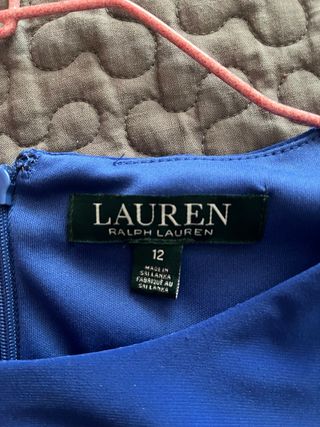 LAUREN
RALPH LAUREN
12
MADE IN
SRI LANKA
FABRIQUÉ AU
SRI LANKA